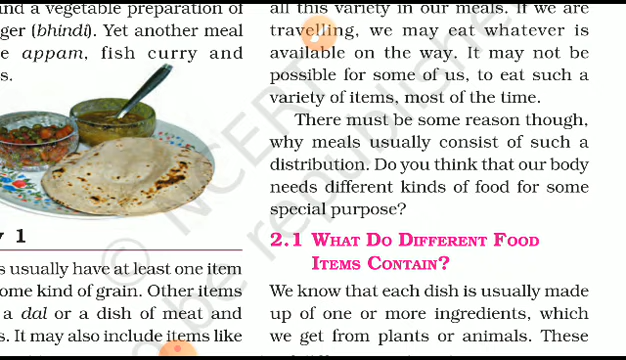 and a vegetable preparation of
ger (bhindi). Yet another meal
e appam, fish curry and
s.
y 1
s usually have at least one item
ome kind of grain. Other items
a dal or a dish of meat and
s. It may also include items like
all this variety in our meals. If we are
travelling, we may eat whatever is
available on the way. It may not be
possible for some of us, to eat such a
variety of items, most of the time.
There must be some reason though,
why meals usually consist of such a
distribution. Do you think that our body
needs different kinds of food for some
special purpose?
2.1 WHAT DO DIFFERENT FOOD
ITEMS CONTAIN?
We know that each dish is usually made
up of one or more ingredients, which
we get from plants or animals. These
© NCERT
be republishe